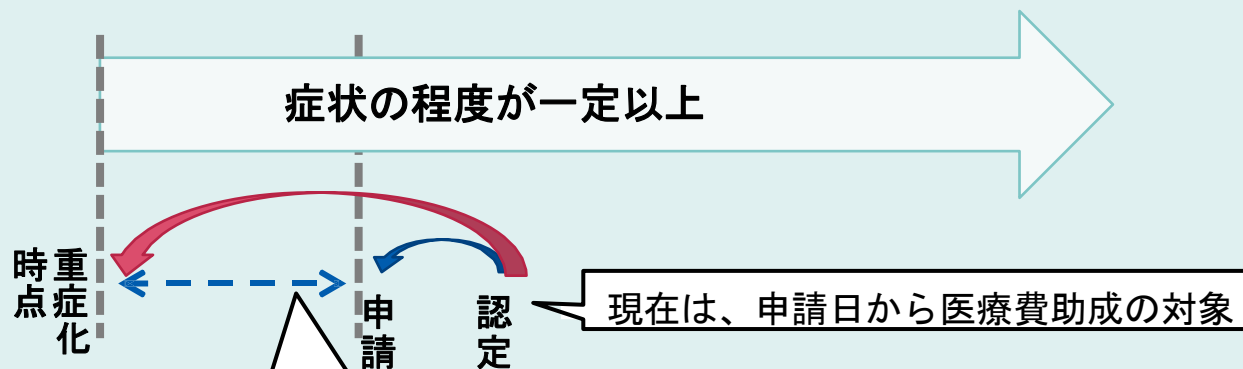 症状の程度が一定以上
重症化
時点
申請
認定
現在は、申請日から医療費助成の対象